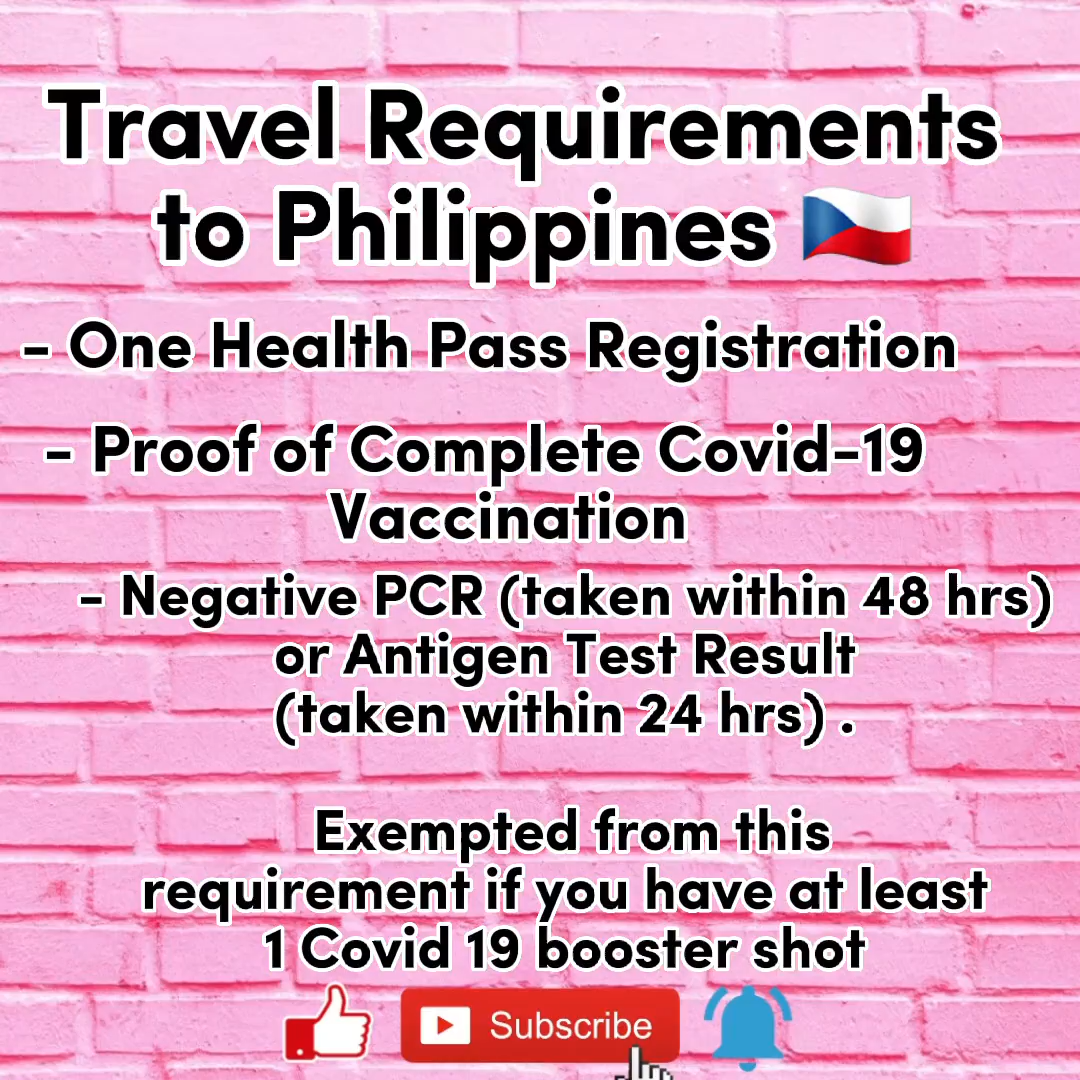 Travel Requirements
to Philippines 🇨🇿
- One Health Pass Registration
- Proof of Complete Covid-19
Vaccination
- Negative PCR (taken within 48 hrs)
or Antigen Test Result
(taken within 24 hrs) .
Exempted from this
requirement if you have at least
1 Covid 19 booster shot
Subscribe